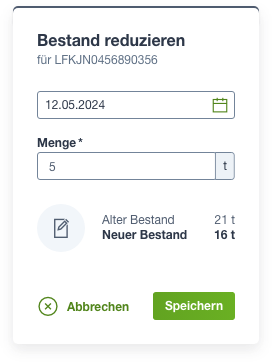 Bestand reduzieren
für LFKJN0456890356
12.05.2024
Menge *
5 t
Alter Bestand 21 t
Neuer Bestand 16 t
Abbrechen Speichern